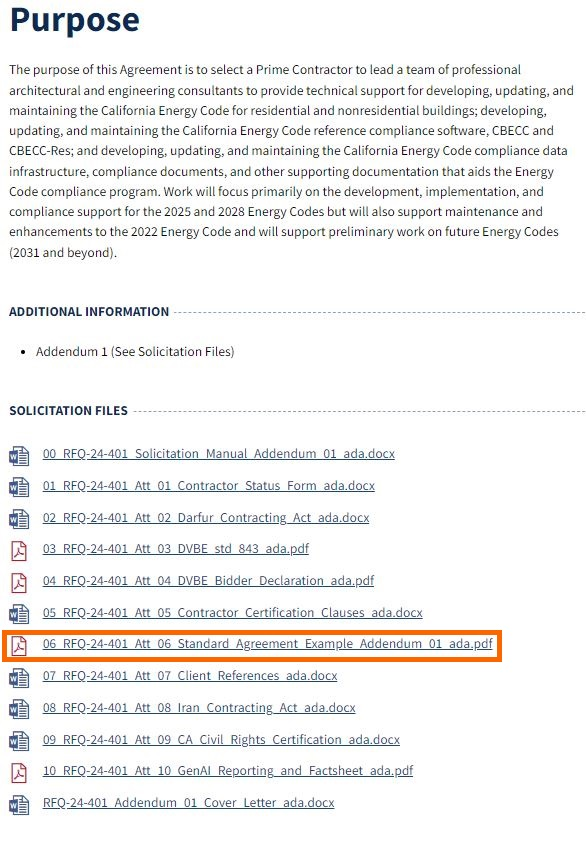 Purpose
The purpose of this Agreement is to select a Prime Contractor to lead a team of professional
architectural and engineering consultants to provide technical support for developing, updating, and
maintaining the California Energy Code for residential and nonresidential buildings; developing,
updating, and maintaining the California Energy Code reference compliance software, CBECC and
CBECC-Res; and developing, updating, and maintaining the California Energy Code compliance data
infrastructure, compliance documents, and other supporting documentation that aids the Energy
Code compliance program. Work will focus primarily on the development, implementation, and
compliance support for the 2025 and 2028 Energy Codes but will also support maintenance and
enhancements to the 2022 Energy Code and will support preliminary work on future Energy Codes
(2031 and beyond).
ADDITIONAL INFORMATION
• Addendum 1 (See Solicitation Files)
SOLICITATION FILES
00_RFQ-24-401_Solicitation_Manual_Addendum_01_ada.docx
01_RFQ-24-401_Att_01_Contractor_Status_Form_ada.docx
02_RFQ-24-401_Att_02_Darfur_Contracting_Act_ada.docx
03_RFQ-24-401_Att_03_DVBE_std_843_ada.pdf
04_RFQ-24-401_Att_04_DVBE_Bidder_Declaration_ada.pdf
05_RFQ-24-401_Att_05_Contractor_Certification_Clauses_ada.docx
06_RFQ-24-401_Att_06_Standard_Agreement_Example_Addendum_01_ada.pdf
07_RFQ-24-401_Att_07_Client_References_ada.docx
08_RFQ-24-401_Att_08_Iran_Contracting_Act_ada.docx
09_RFQ-24-401_Att_09_CA_Civil_Rights_Certification_ada.docx
10_RFQ-24-401_Att_10_GenAI_Reporting_and_Factsheet_ada.pdf
RFQ-24-401_Addendum_01_Cover_Letter_ada.docx